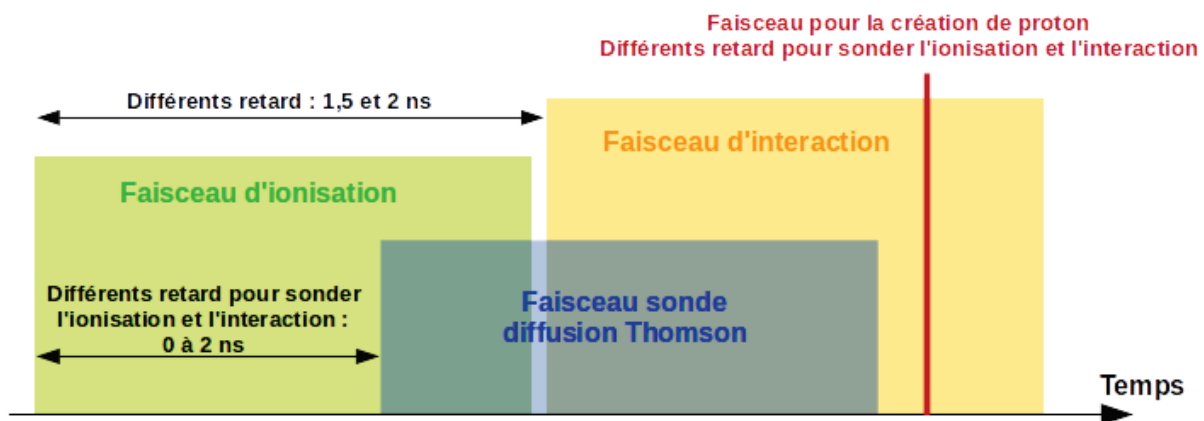 Faisceau pour la création de proton
Différents retard pour sonder l'ionisation et l'interaction
Différents retard : 1,5 et 2 ns
Faisceau d'interaction
Faisceau d'ionisation
Différents retard pour sonder
l'ionisation et l'interaction :
0 à 2 ns
Faisceau sonde
diffusion Thomson
Temps